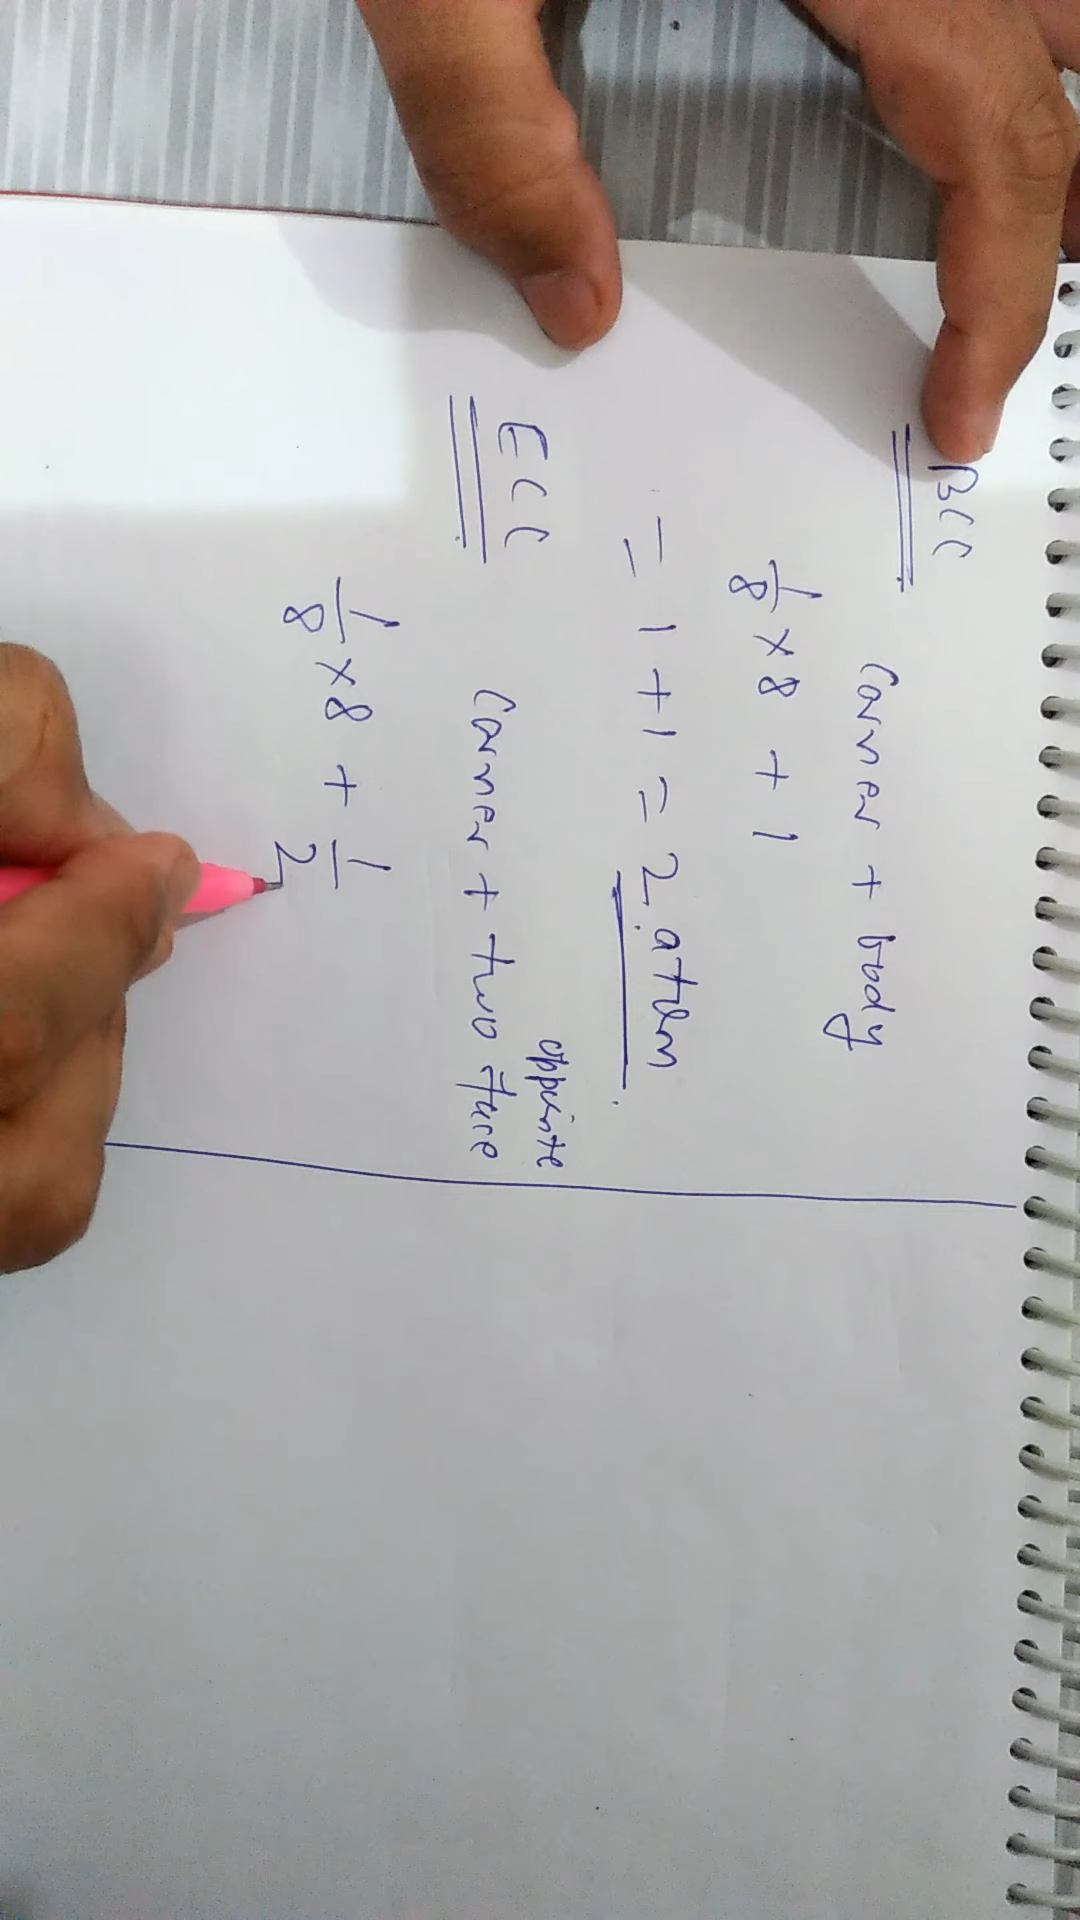 BCC
Corner + body
1/8 × 8 + 1
= 1 + 1 = 2 atom
ECC
opposite
Corner + two face
1/8 × 8 + 1/2